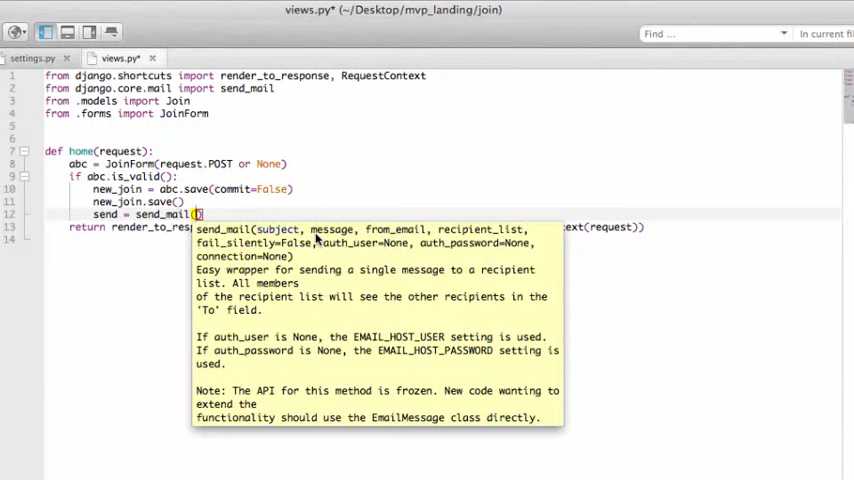 views.py* (~/Desktop/mvp_landing/join)
Find ...
In current fi
settings.py
views.py*
1 from django.shortcuts import render_to_response, RequestContext
2 from django.core.mail import send_mail
3 from .models import Join
4 from .forms import JoinForm
5
6
7 def home(request):
8 abc = JoinForm(request.POST or None)
9 if abc.is_valid():
10 new_join = abc.save(commit=False)
11 new_join.save()
12 send = send_mail()
13 return render_to_resp text(request))
14
send_mail(subject, message, from_email, recipient_list,
fail_silently=False, auth_user=None, auth_password=None,
connection=None)
Easy wrapper for sending a single message to a recipient
list. All members
of the recipient list will see the other recipients in the
'To' field.
If auth_user is None, the EMAIL_HOST_USER setting is used.
If auth_password is None, the EMAIL_HOST_PASSWORD setting is
used.
Note: The API for this method is frozen. New code wanting to
extend the
functionality should use the EmailMessage class directly.